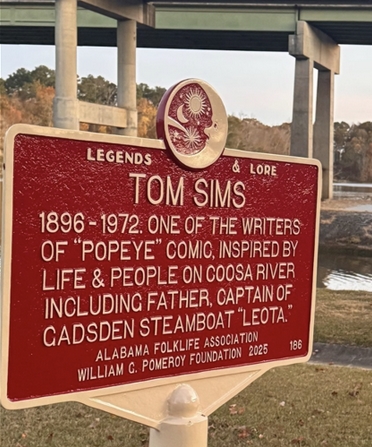 LEGENDS & LORE
TOM SIMS
1896-1972. ONE OF THE WRITERS
OF "POPEYE" COMIC, INSPIRED BY
LIFE & PEOPLE ON COOSA RIVER
INCLUDING FATHER, CAPTAIN OF
GADSDEN STEAMBOAT "LEOTA."
ALABAMA FOLKLIFE ASSOCIATION
WILLIAM G. POMEROY FOUNDATION 2025 186